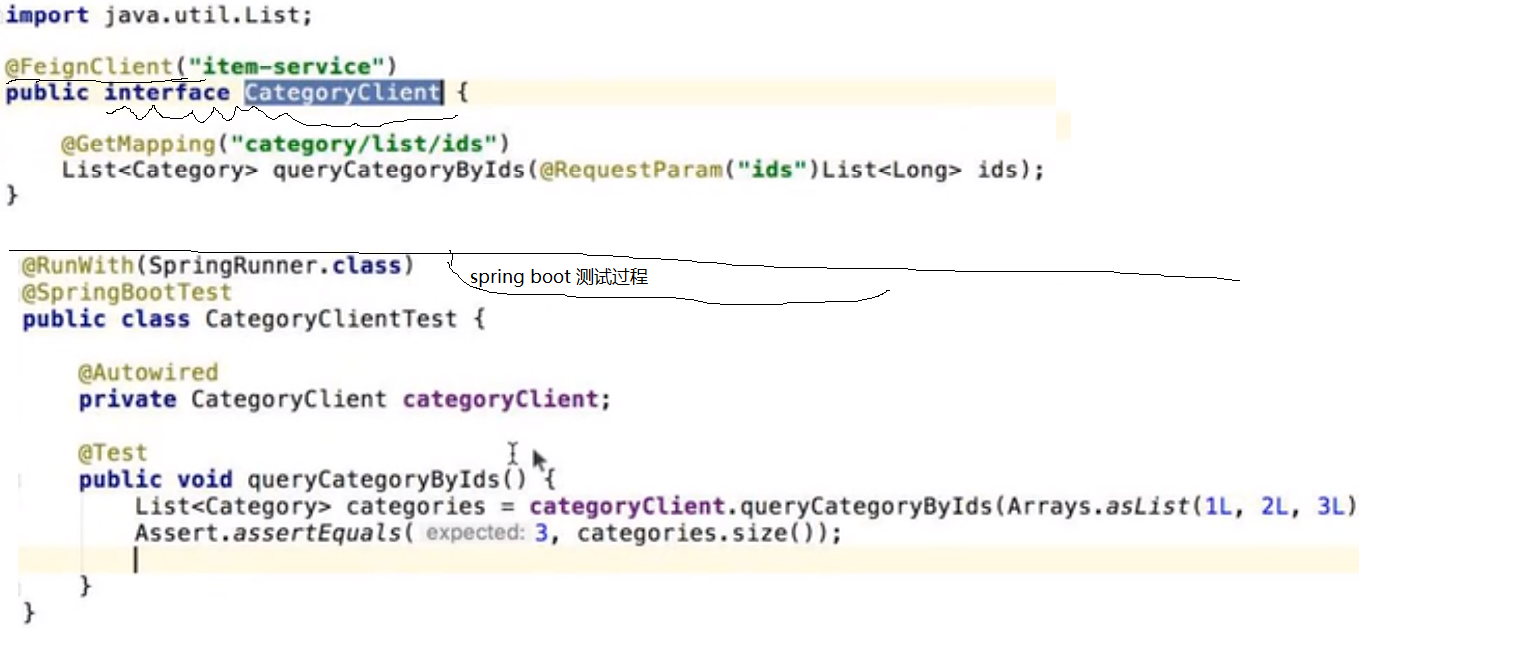 import java.util.List;
@FeignClient("item-service")
public interface CategoryClient {
@GetMapping("category/list/ids")
List<Category> queryCategoryByIds(@RequestParam("ids")List<Long> ids);
}
@RunWith(SpringRunner.class)
spring boot 测试过程
@SpringBootTest
public class CategoryClientTest {
@Autowired
private CategoryClient categoryClient;
@Test
public void queryCategoryByIds() {
List<Category> categories = categoryClient.queryCategoryByIds(Arrays.asList(1L, 2L, 3L)
Assert.assertEquals( expected: 3, categories.size());
}
}